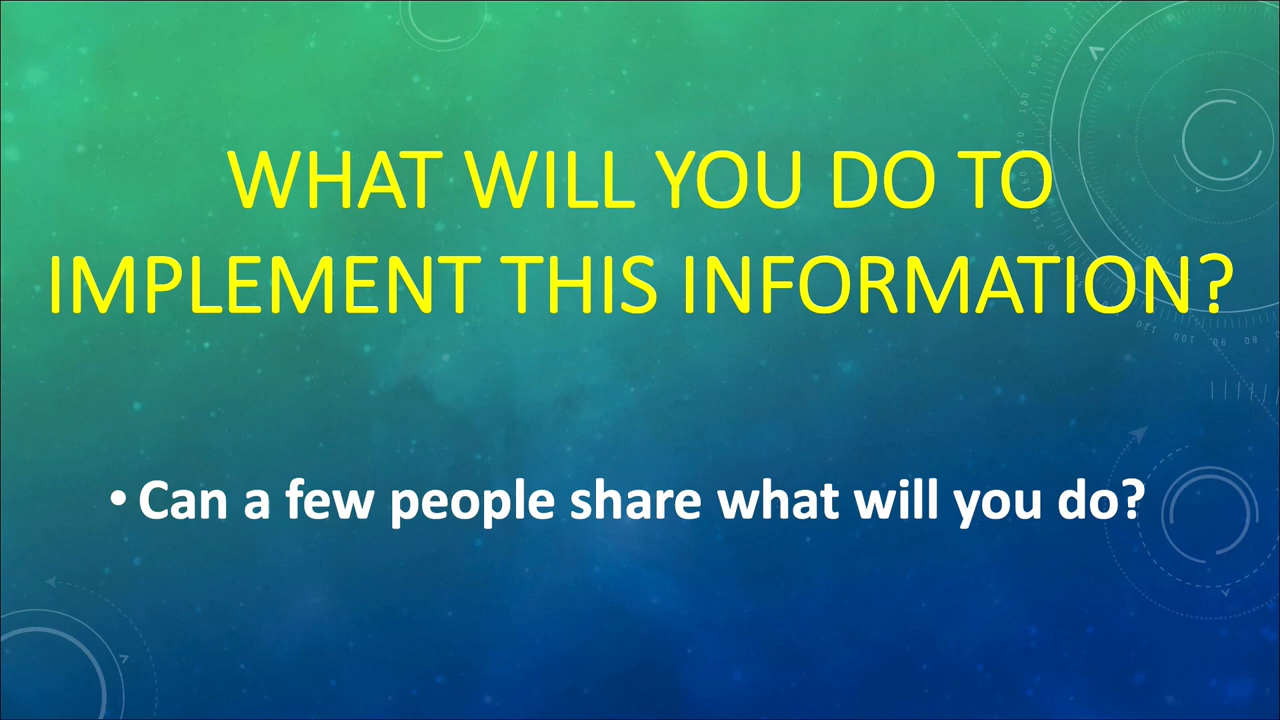 WHAT WILL YOU DO TO
IMPLEMENT THIS INFORMATION?
• Can a few people share what will you do?